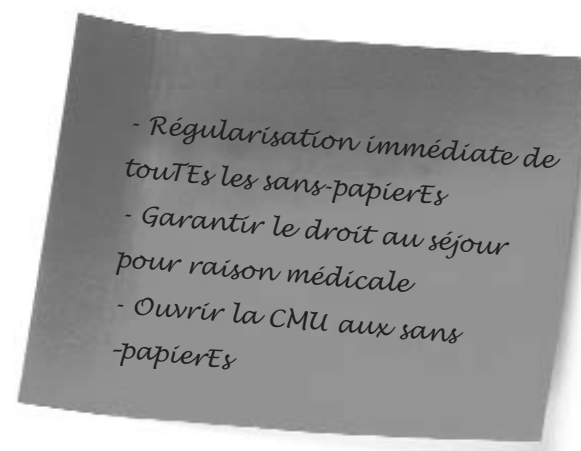 - Régularisation immédiate de
touTEs les sans-papierEs
- Garantir le droit au séjour
pour raison médicale
- Ouvrir la CMU aux sans
-papierEs